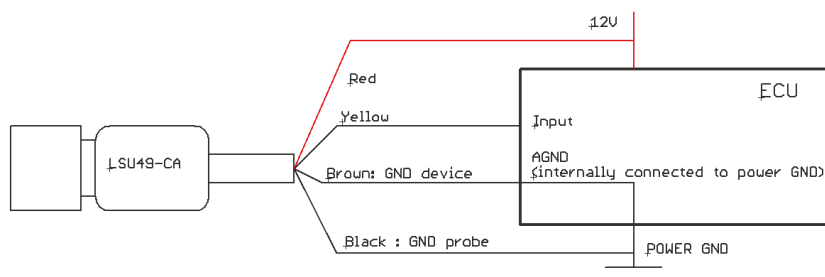 12V
Red
ECU
Yellow
Input
LSU49-CA
AGND
(internally connected to power GND)
Brown: GND device
Black : GND probe
POWER GND